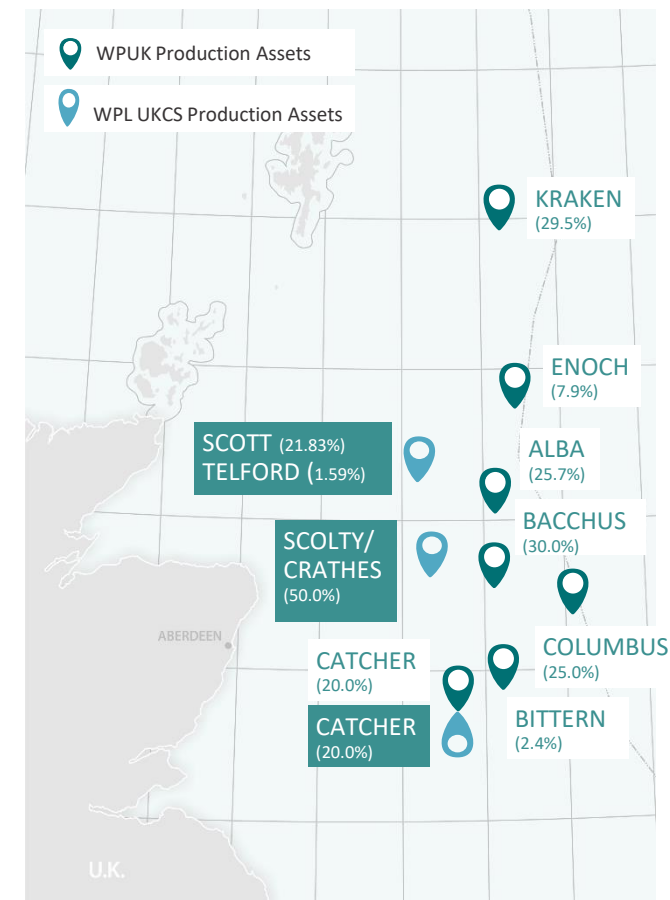 WPUK Production Assets
WPL UKCS Production Assets
KRAKEN
(29.5%)
ENOCH
(7.9%)
SCOTT (21.83%)
TELFORD (1.59%)
ALBA
(25.7%)
BACCHUS
(30.0%)
SCOLTY/
CRATHES
(50.0%)
ABERDEEN
COLUMBUS
(25.0%)
CATCHER
(20.0%)
BITTERN
(2.4%)
CATCHER
(20.0%)
U.K.